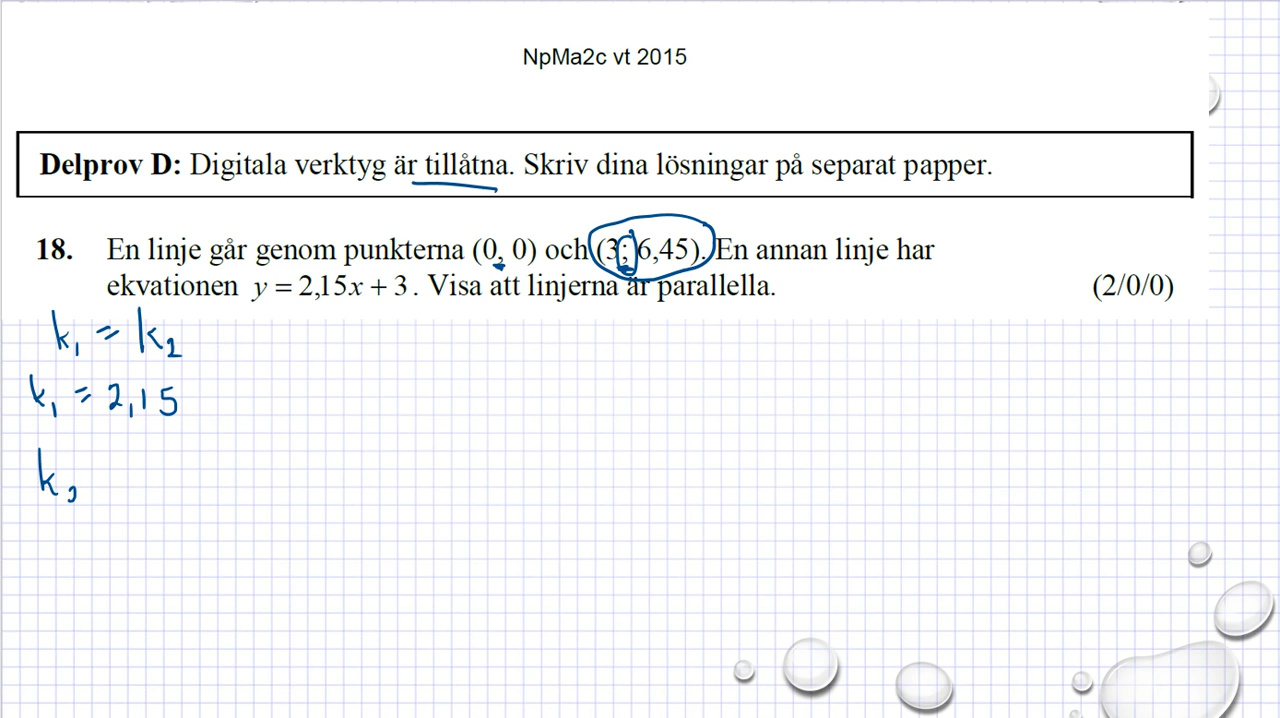 NpMa2c vt 2015
Delprov D: Digitala verktyg är tillåtna. Skriv dina lösningar på separat papper.
18. En linje går genom punkterna (0, 0) och (3; 6,45). En annan linje har
ekvationen y = 2,15x + 3. Visa att linjerna är parallella. (2/0/0)
k₁ = k₂
k₁ = 2,15
k₂